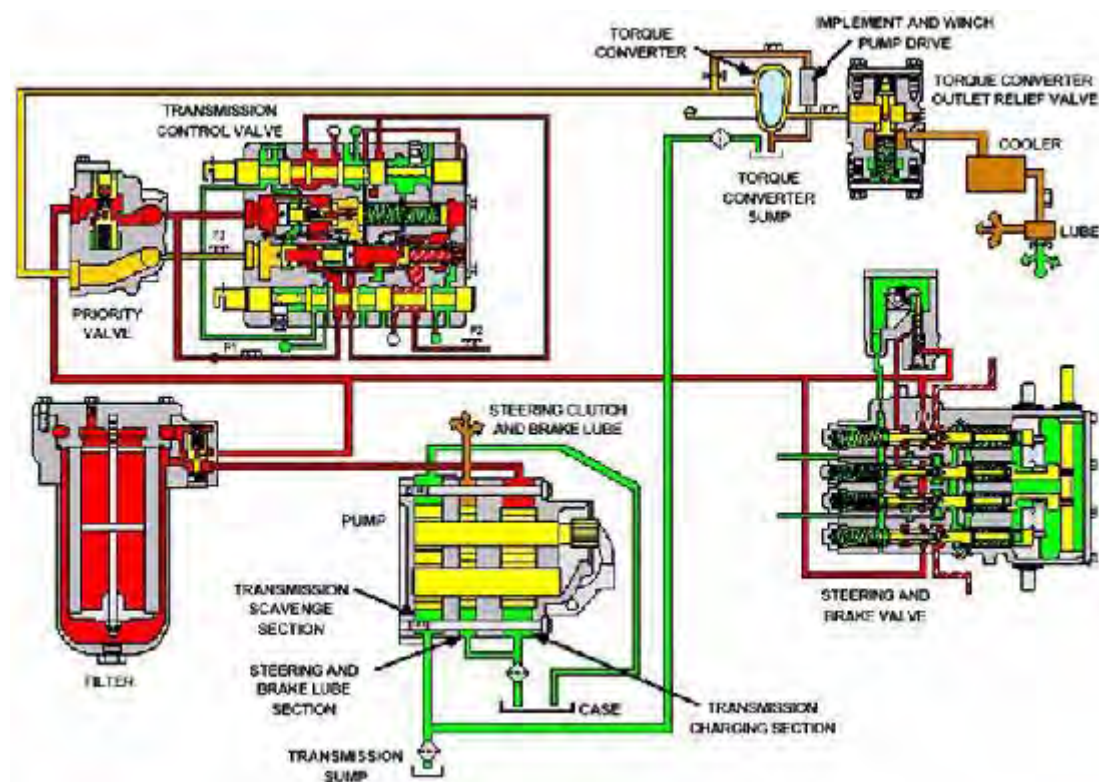 TORQUE
CONVERTER
IMPLEMENT AND WINCH
PUMP DRIVE
TORQUE CONVERTER
OUTLET RELIEF VALVE
TRANSMISSION
CONTROL VALVE
COOLER
TORQUE
CONVERTER
SUMP
LUBE
P3
PRIORITY
VALVE
P1
P2
STEERING CLUTCH
AND BRAKE LUBE
PUMP
TRANSMISSION
SCAVENGE
SECTION
STEERING AND
BRAKE VALVE
STEERING AND
BRAKE LUBE
SECTION
FILTER
CASE
TRANSMISSION
CHARGING SECTION
TRANSMISSION
SUMP